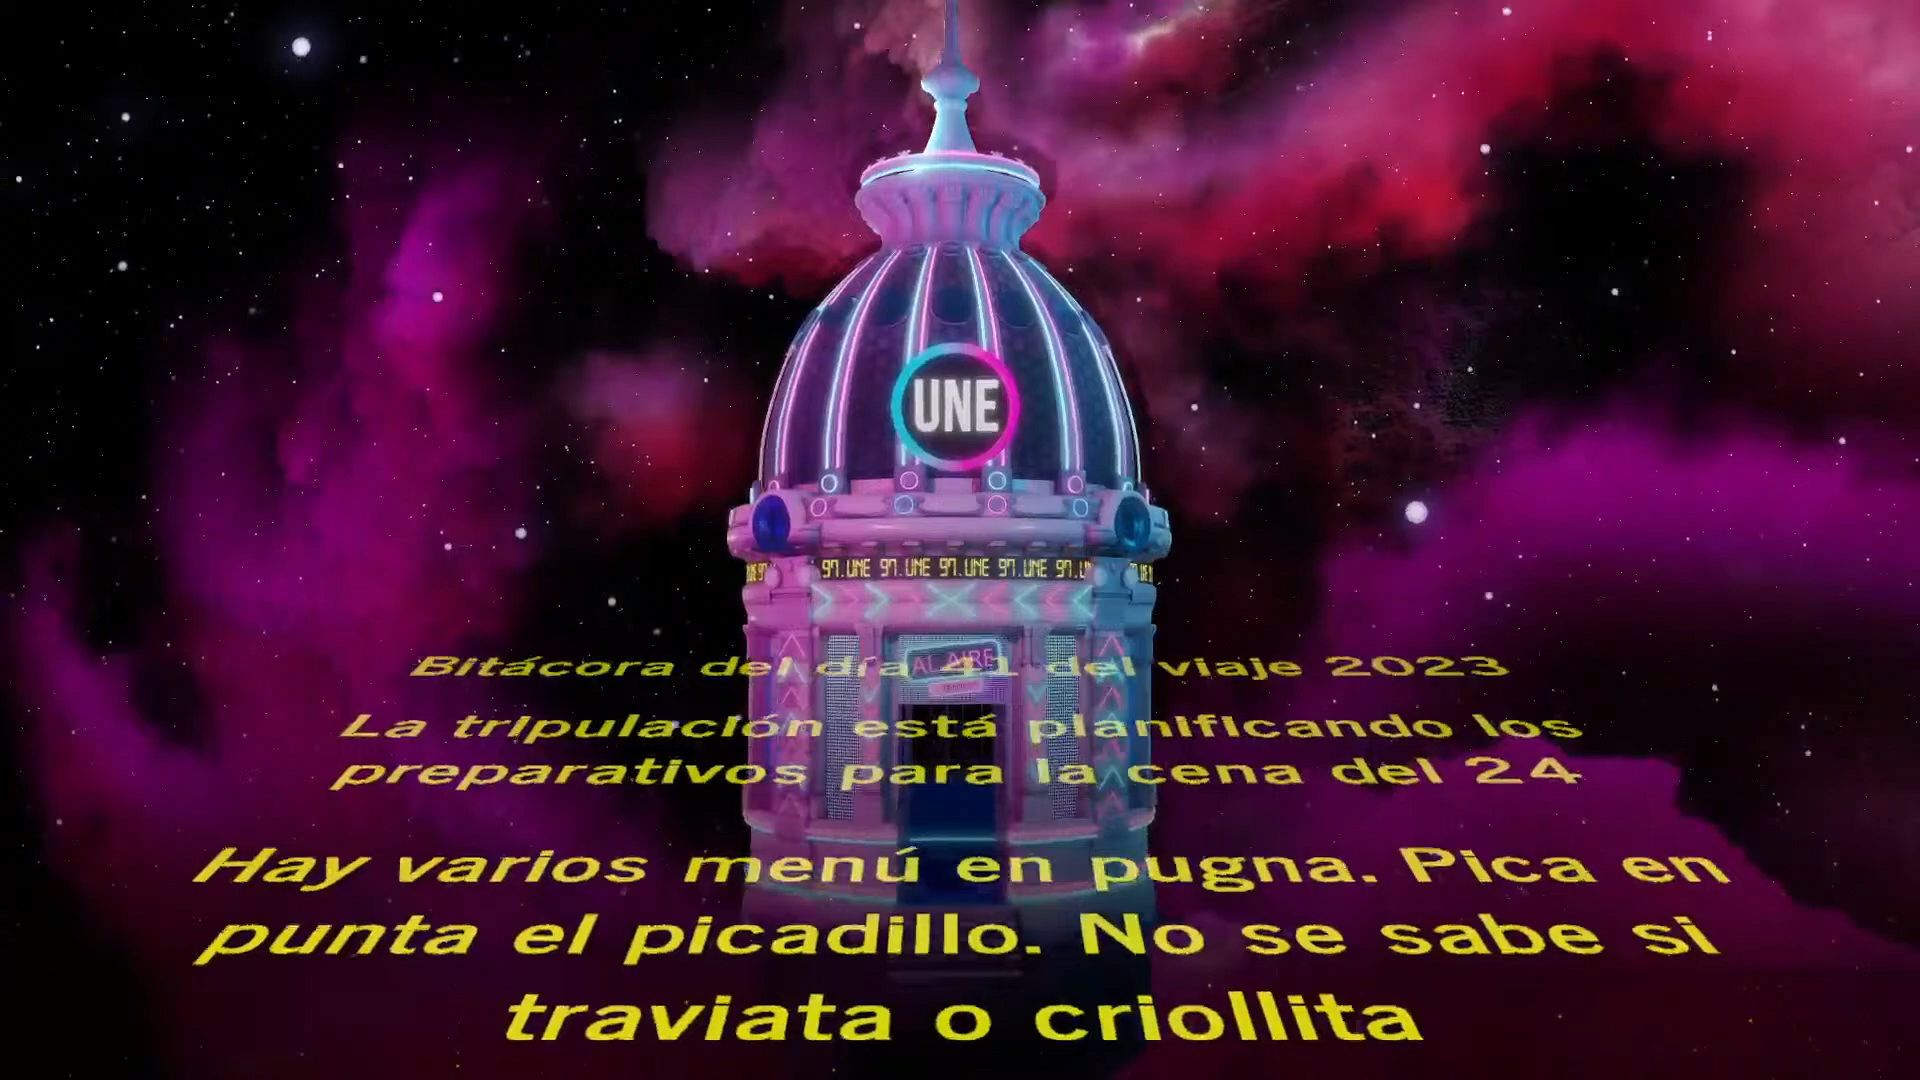 UNE
97.UNE 97.UNE 97.UNE 97.UNE
AL AIRE
Bitácora del día 41 del viaje 2023
La tripulación está planificando los
preparativos para la cena del 24
Hay varios menú en pugna. Pica en
punta el picadillo. No se sabe si
traviata o criollita